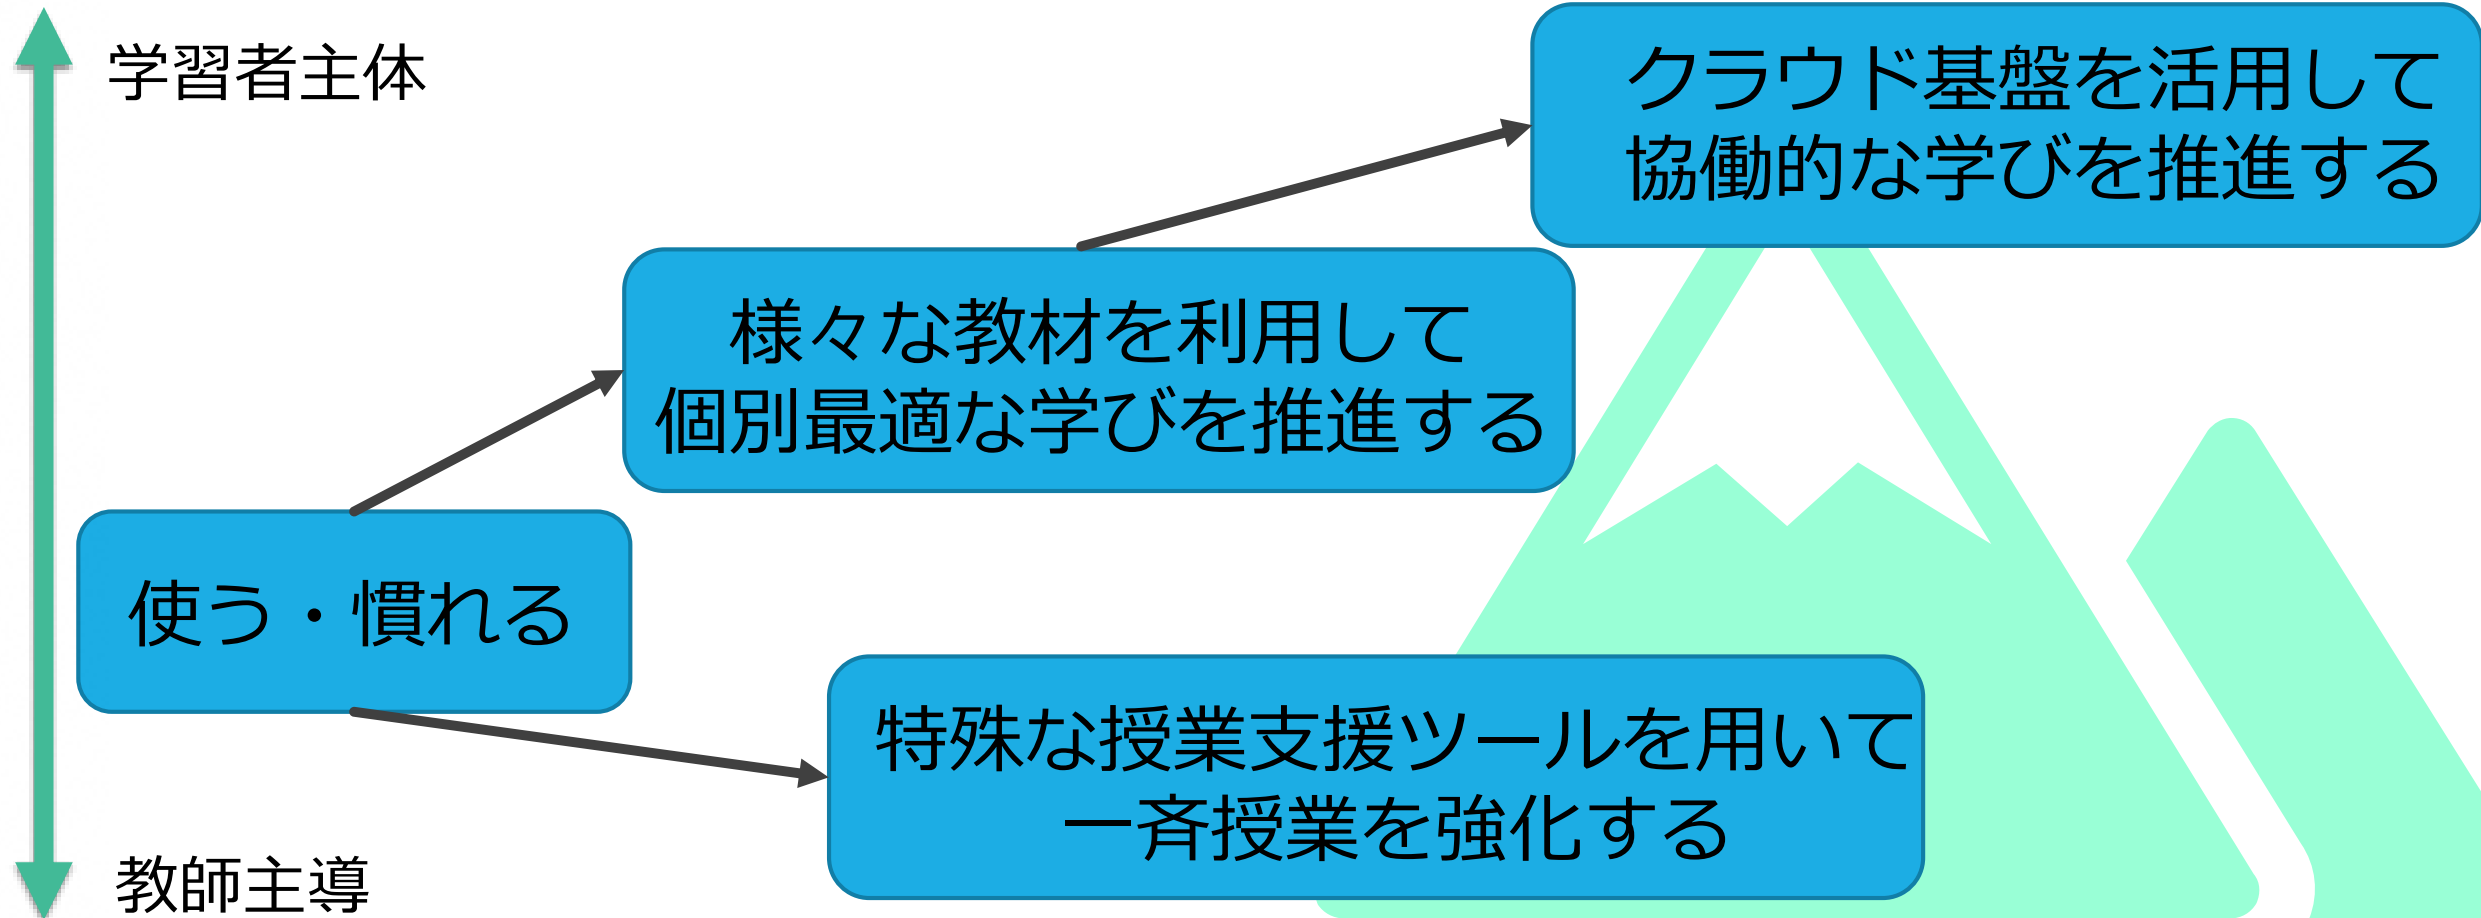 学習者主体
クラウド基盤を活用して
協働的な学びを推進する
様々な教材を利用して
個別最適な学びを推進する
使う・慣れる
特殊な授業支援ツールを用いて
一斉授業を強化する
教師主導